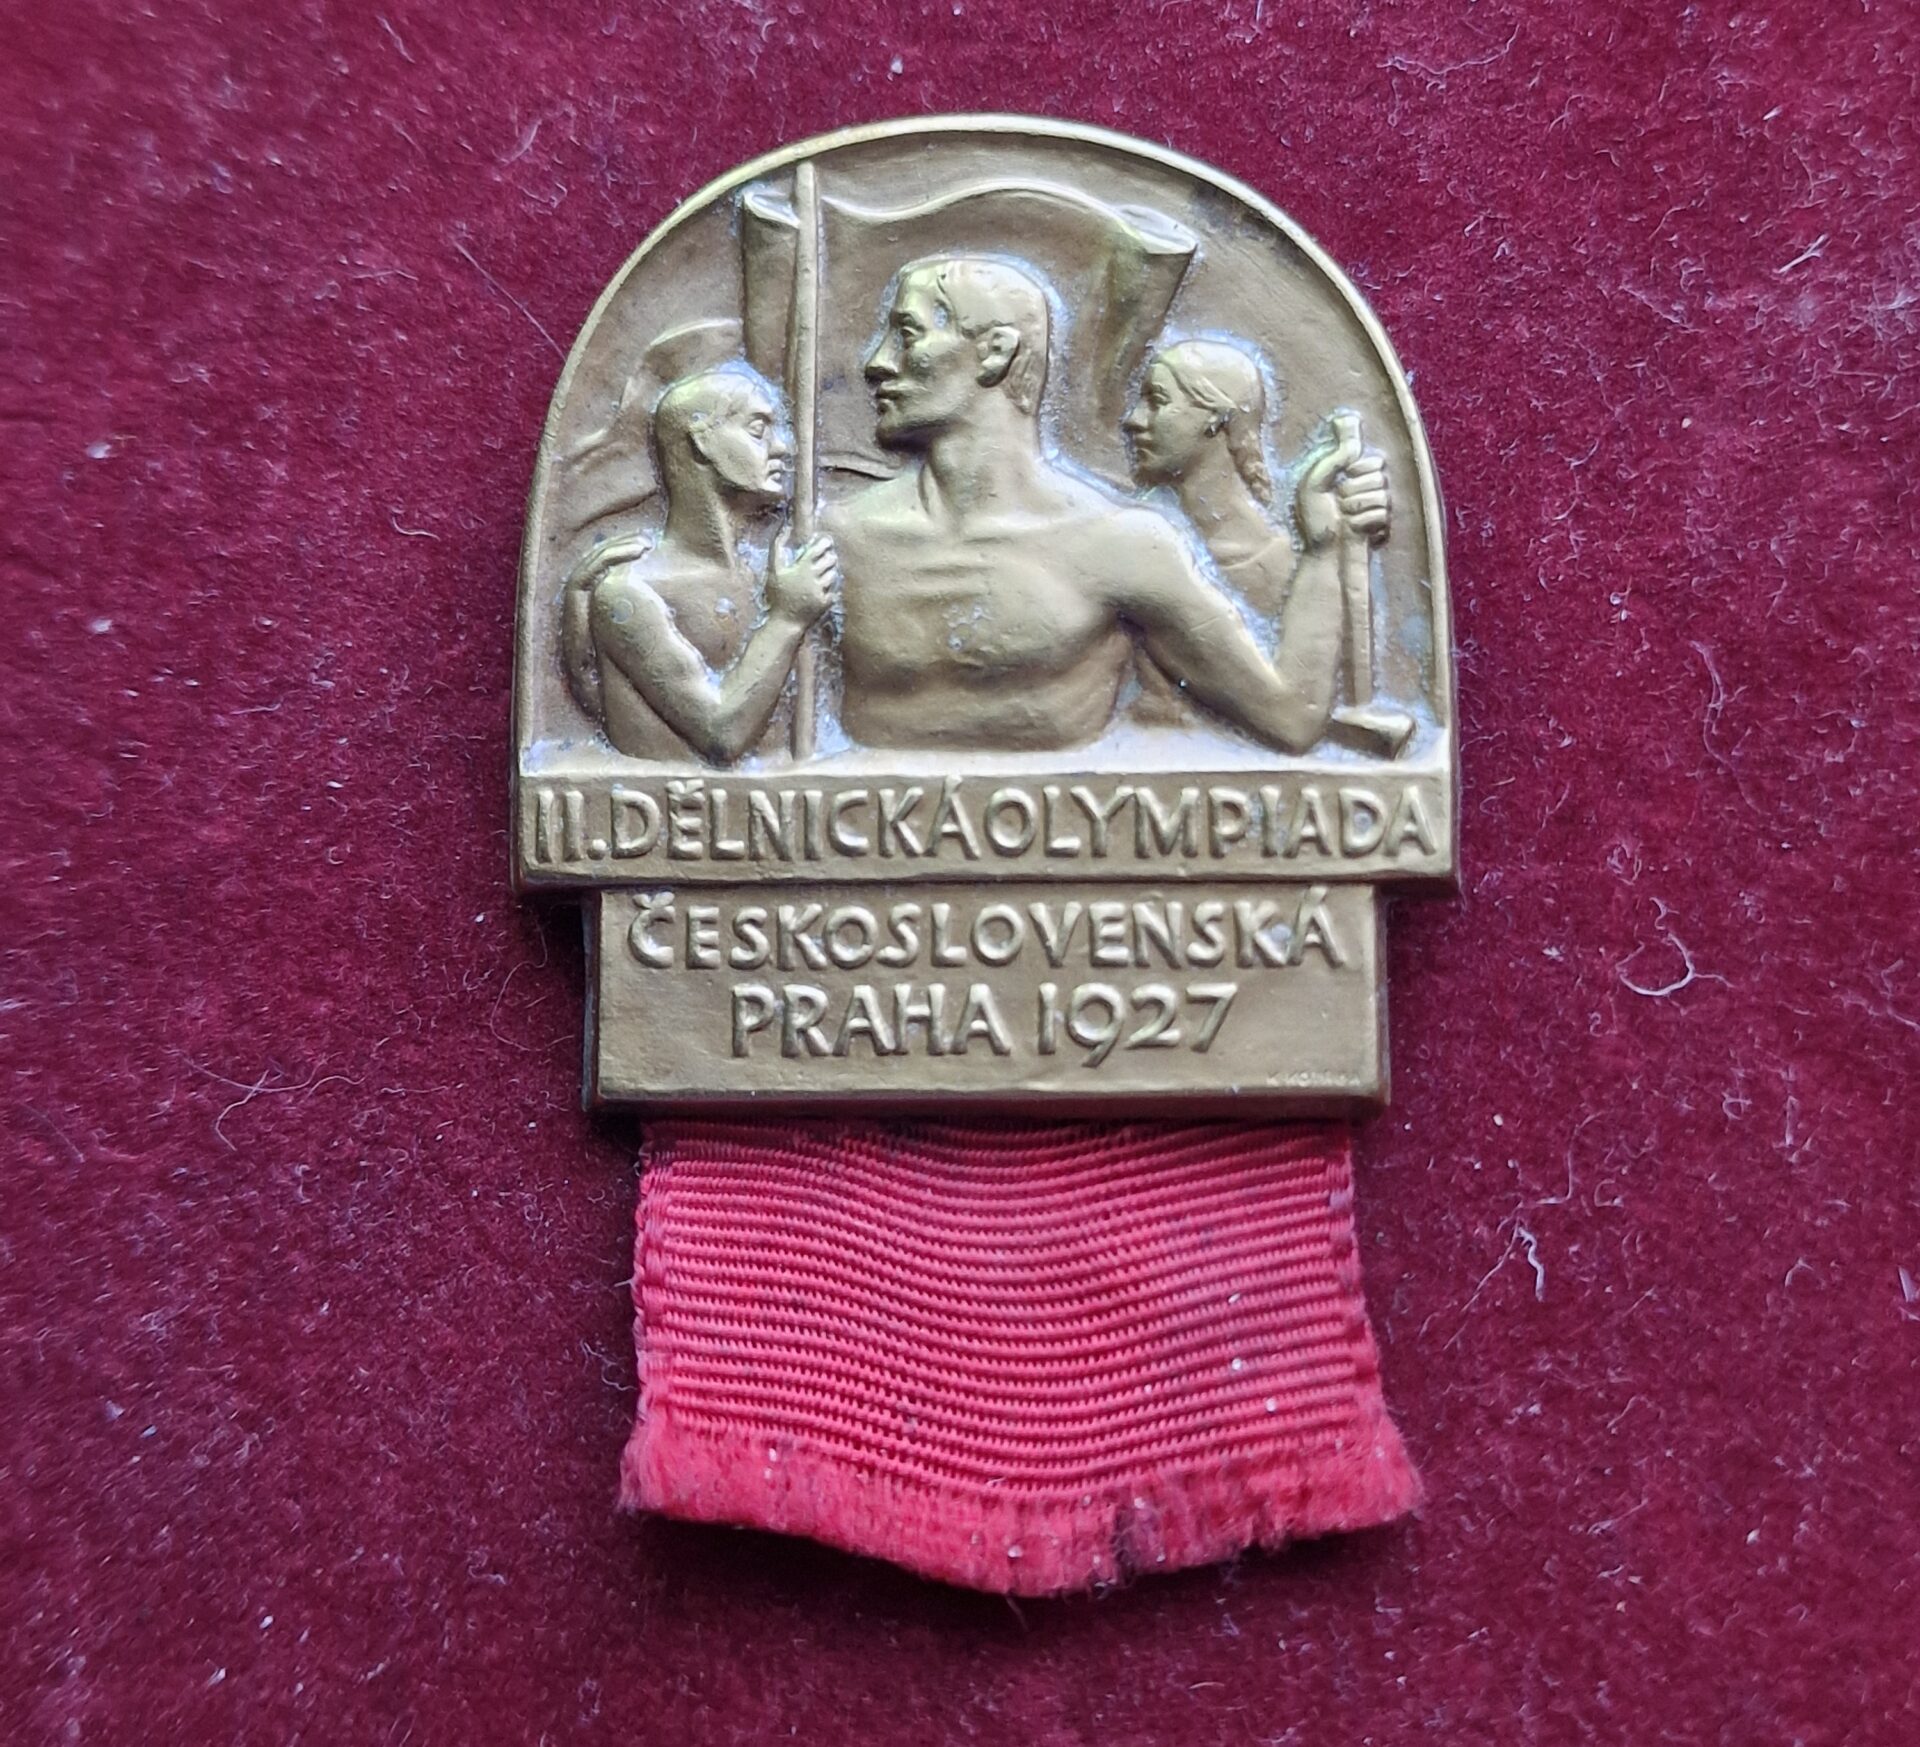 II. DĚLNICKÁ OLYMPIADA
ČESKOSLOVENSKÁ
PRAHA 1927